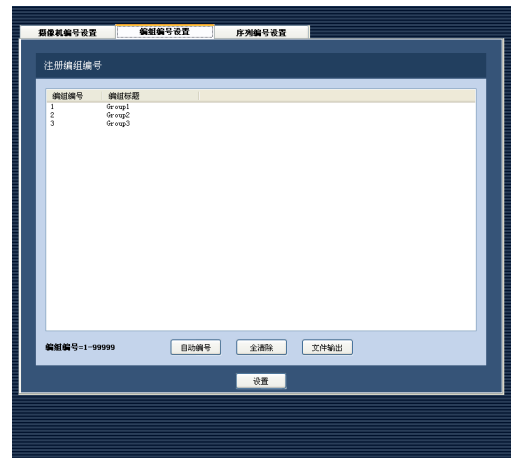 摄像机编号设置 编组编号设置 序列编号设置
注册编组编号
编组编号 编组标题
1 Group1
2 Group2
3 Group3
编组编号=1-99999 自动编号 全清除 文件输出
设置